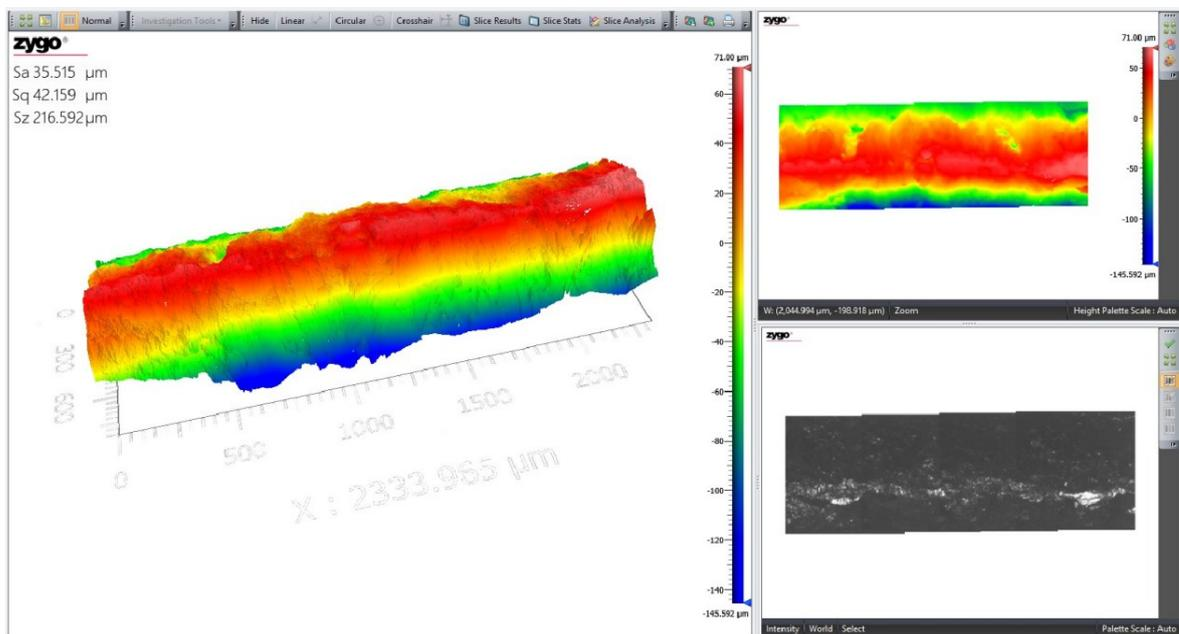 Normal Investigation Tools Hide Linear Circular Crosshair Slice Results Slice Stats Slice Analysis
zygo®
Sa 35.515 µm
Sq 42.159 µm
Sz 216.592 µm
71.00 µm
60
40
20
0
-20
-40
-60
-80
-100
-120
-140
-145.592 µm
0
300
600
0
500
1000
1500
2000
X : 2333.965 µm
zygo®
71.00 µm
50
0
-50
-100
-145.592 µm
W: (2,044.994 µm, -198.918 µm) Zoom Height Palette Scale : Auto
zygo®
Intensity World Select Palette Scale : Auto